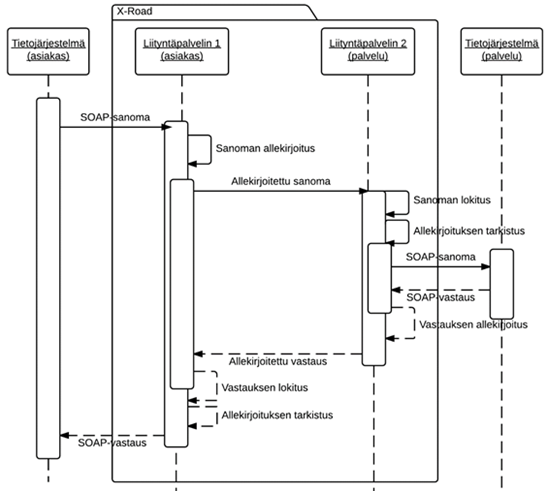 X-Road
Tietojärjestelmä
(asiakas)
Liityntäpalvelin 1
(asiakas)
Liityntäpalvelin 2
(palvelu)
Tietojärjestelmä
(palvelu)
SOAP-sanoma
Sanoman allekirjoitus
Allekirjoitettu sanoma
Sanoman lokitus
Allekirjoituksen tarkistus
SOAP-sanoma
SOAP-vastaus
Vastauksen allekirjoitus
Allekirjoitettu vastaus
Vastauksen lokitus
Allekirjoituksen tarkistus
SOAP-vastaus